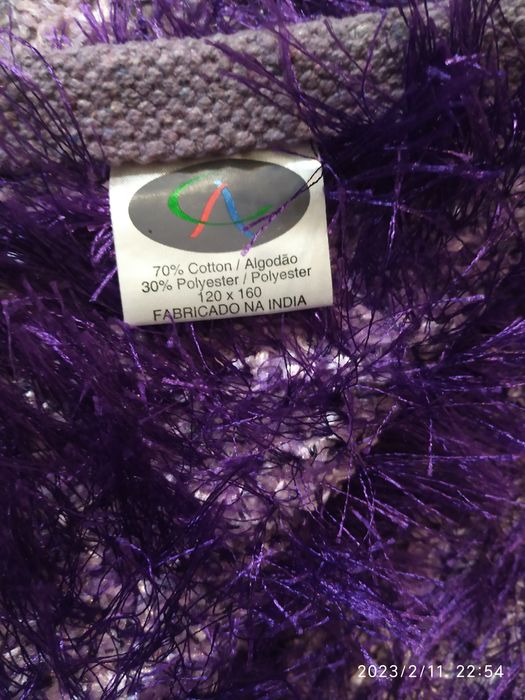 70% Cotton / Algodão
30% Polyester / Polyester
120 x 160
FABRICADO NA INDIA
2023/2/11 22:54